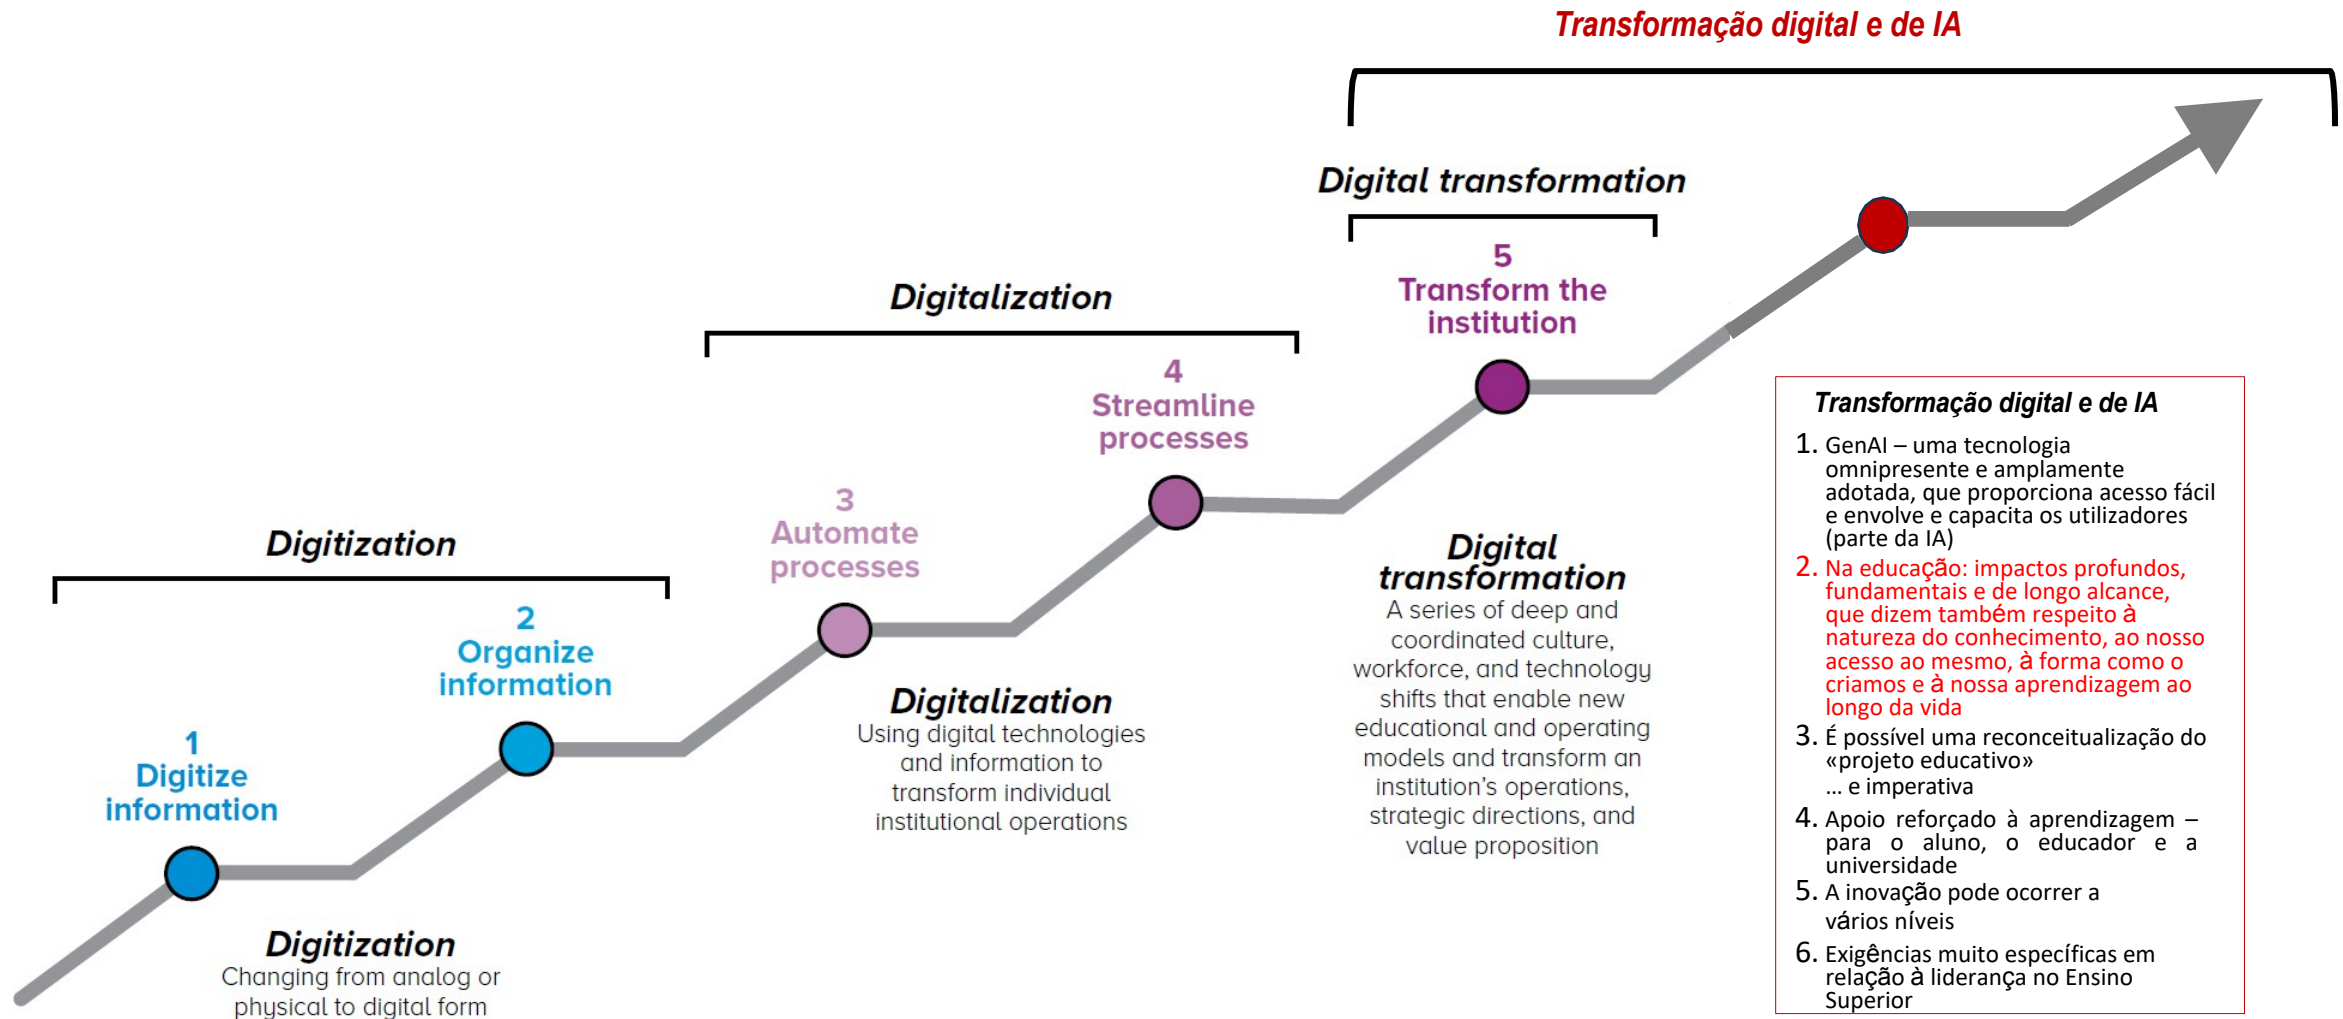 Transformação digital e de IA
Digital transformation
5
Transform the
institution
Digitalization
4
Streamline
processes
3
Automate
processes
Digitization
2
Organize
information
1
Digitize
information
Digitization
Changing from analog or
physical to digital form
Digitalization
Using digital technologies
and information to
transform individual
institutional operations
Digital
transformation
A series of deep and
coordinated culture,
workforce, and technology
shifts that enable new
educational and operating
models and transform an
institution's operations,
strategic directions, and
value proposition
Transformação digital e de IA
1. GenAI – uma tecnologia
omnipresente e amplamente
adotada, que proporciona acesso fácil
e envolve e capacita os utilizadores
(parte da IA)
2. Na educação: impactos profundos,
fundamentais e de longo alcance,
que dizem também respeito à
natureza do conhecimento, ao nosso
acesso ao mesmo, à forma como o
criamos e à nossa aprendizagem ao
longo da vida
3. É possível uma reconceitualização do
«projeto educativo»
... e imperativa
4. Apoio reforçado à aprendizagem –
para o aluno, o educador e a
universidade
5. A inovação pode ocorrer a
vários níveis
6. Exigências muito específicas em
relação à liderança no Ensino
Superior